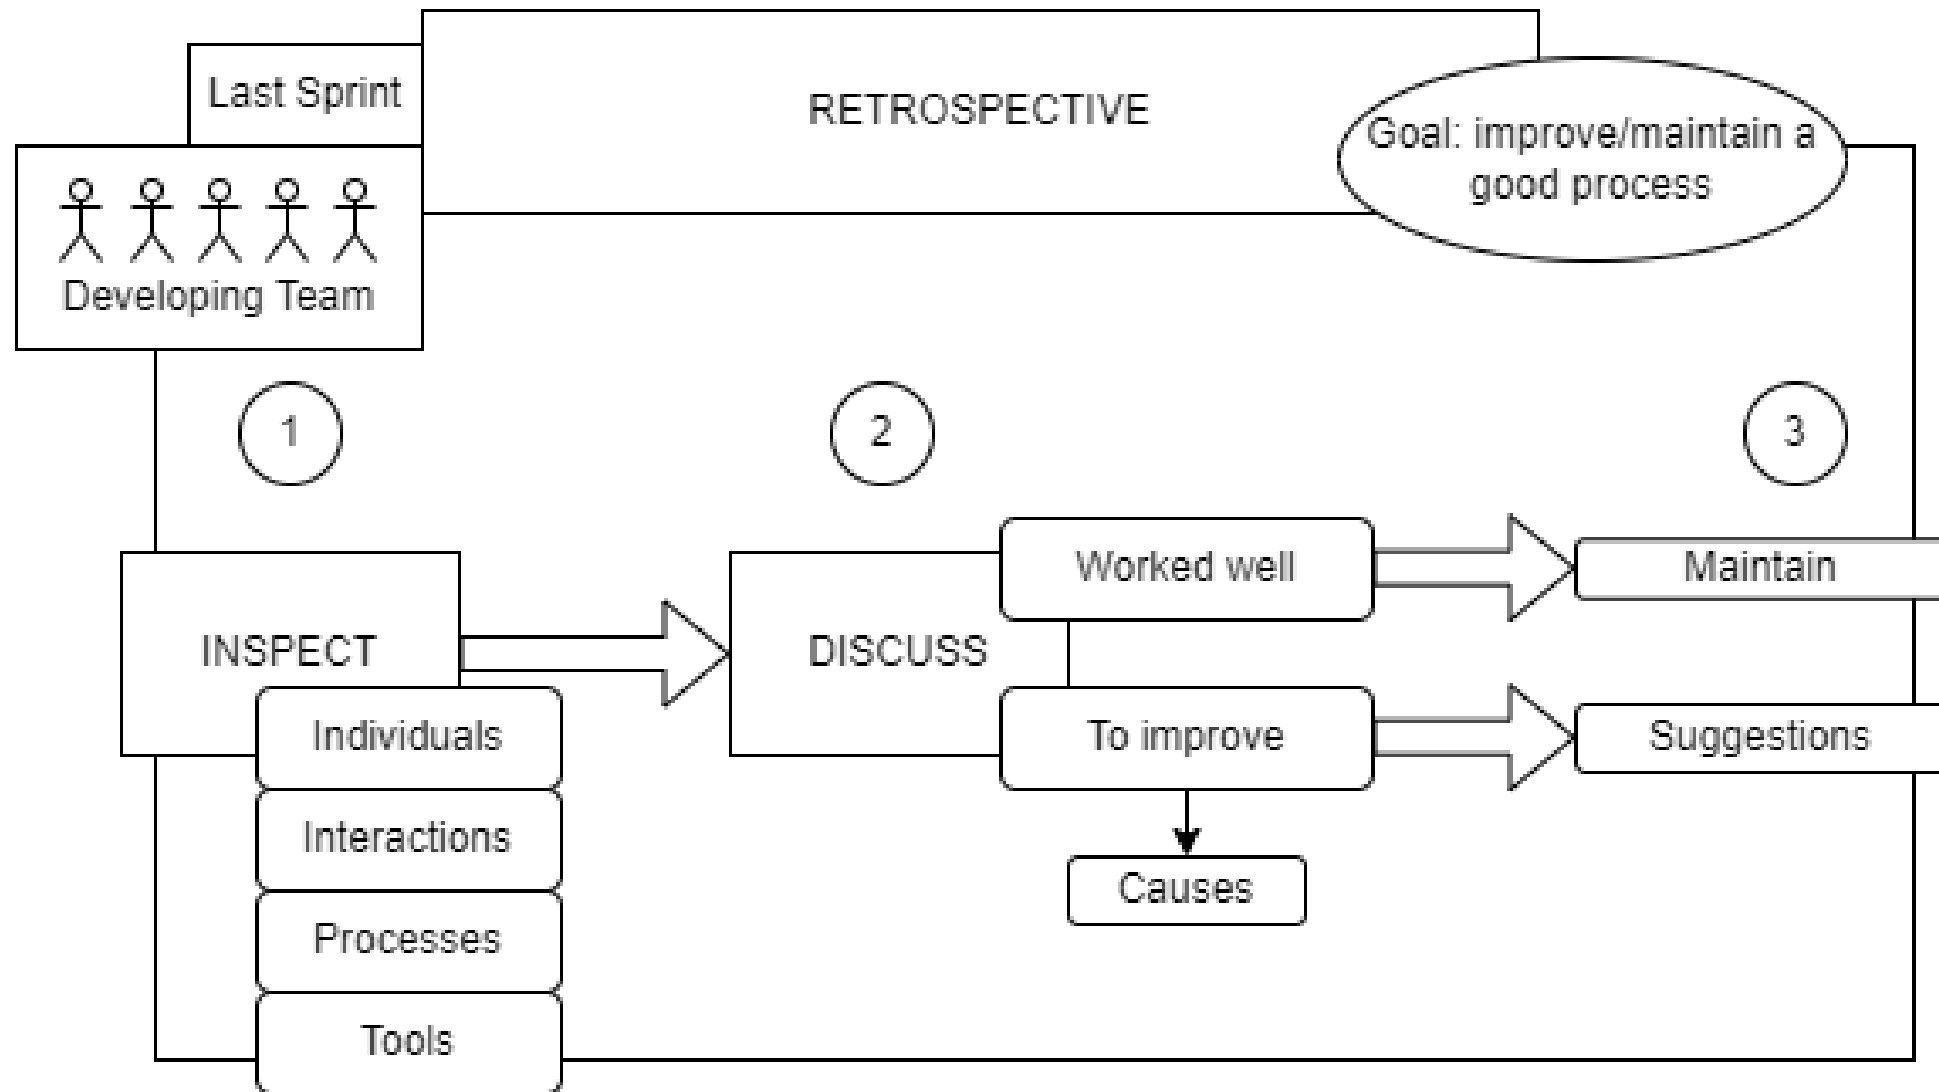 Last Sprint
RETROSPECTIVE
Goal: improve/maintain a
good process
Developing Team
1
2
3
INSPECT
Individuals
Interactions
Processes
Tools
DISCUSS
Worked well
To improve
Causes
Maintain
Suggestions